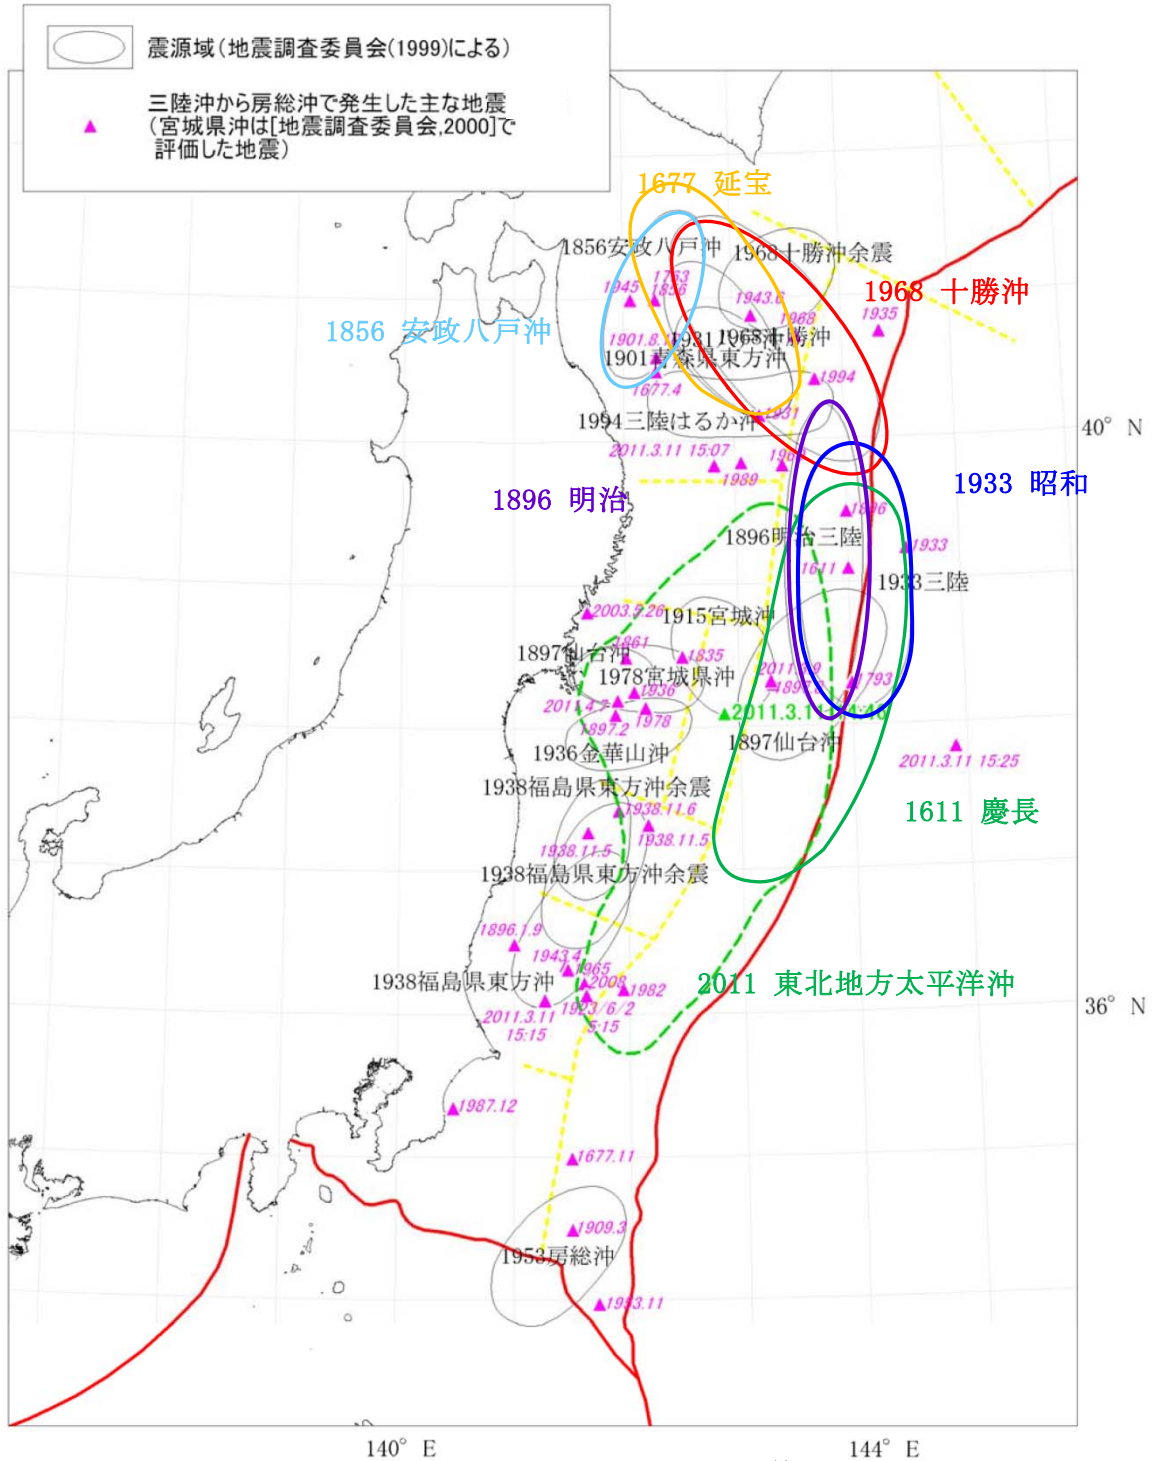 震源域(地震調査委員会(1999)による)
三陸沖から房総沖で発生した主な地震
(宮城県沖は[地震調査委員会,2000]で
評価した地震)
1677 延宝
1856安政八戸沖
1968十勝沖余震
1763
1945
1856
1943.6
1968 十勝沖
1968
1935
1856 安政八戸沖
1901.8.
1968十勝沖
1901青森県東方沖
1677.4
1994
1931
1994三陸はるか沖
40° N
2011.3.11 15:07
1989
1896 明治
1933 昭和
1896
1896明治三陸
1933
1611
1933三陸
2003.5.26
1915宮城沖
1861
1897仙台沖
1835
1978宮城県沖
1897.8
1793
1936
2011.4.7
1978
1897.2
2011.3.11 14:46
1897仙台沖
1936金華山沖
2011.3.11 15:25
1938福島県東方沖余震
1938.11.6
1611 慶長
1938.11.5
1938.11.5
1938福島県東方沖余震
1896.1.9
1943.4
1965
1938福島県東方沖
2008
1982
2011 東北地方太平洋沖
1923/6/2
5:15
2011.3.11
15:15
36° N
1987.12
1677.11
1909.3
1953房総沖
1953.11
140° E
144° E